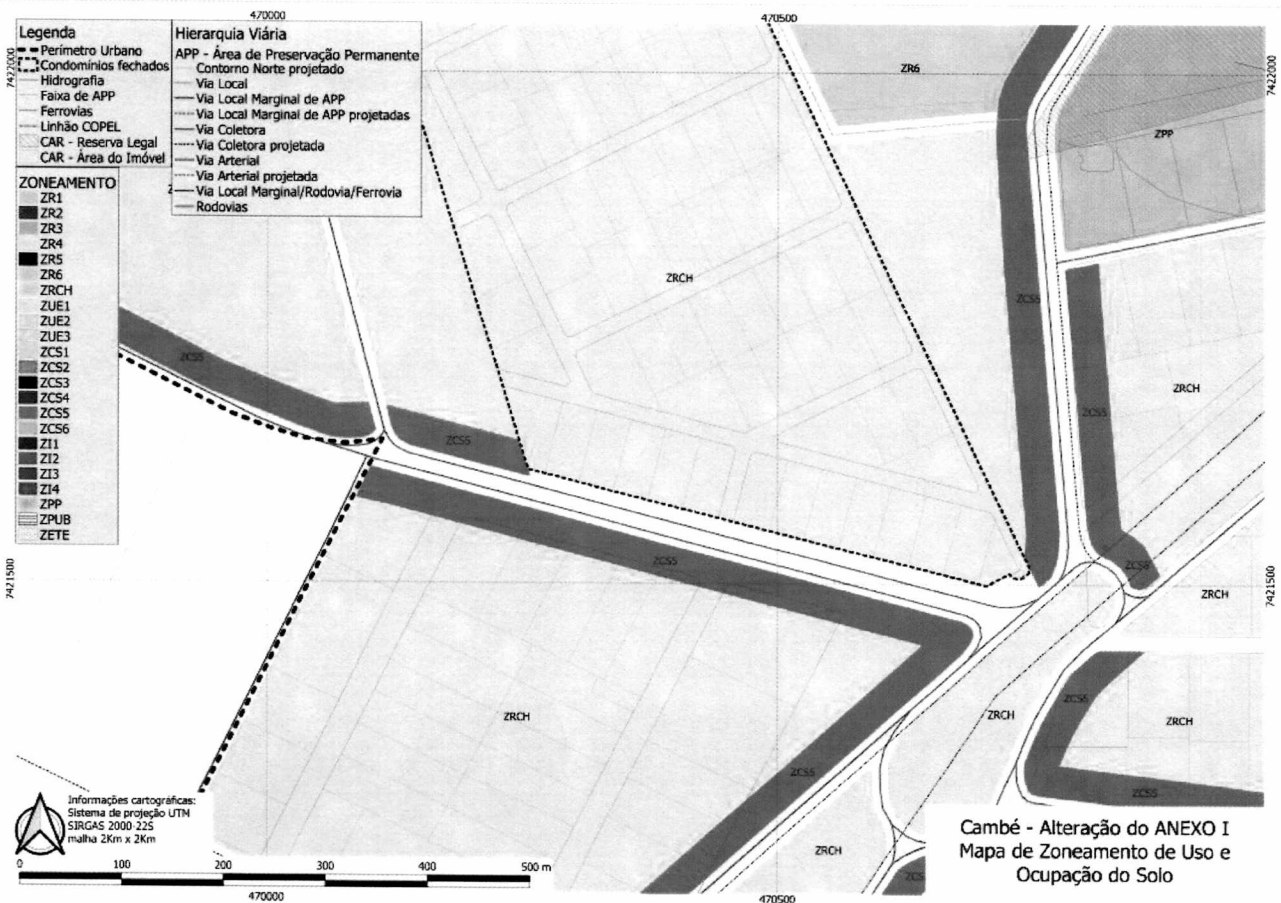 470000
470500
Legenda
Perímetro Urbano
Condomínios fechados
Hidrografia
Faixa de APP
Ferrovias
Linhão COPEL
CAR - Reserva Legal
CAR - Área do Imóvel
Hierarquia Viária
APP - Área de Preservação Permanente
Contorno Norte projetado
Via Local
Via Local Marginal de APP
Via Local Marginal de APP projetadas
Via Coletora
Via Coletora projetada
Via Arterial
Via Arterial projetada
Via Local Marginal/Rodovia/Ferrovia
Rodovias
ZONEAMENTO
ZR1
ZR2
ZR3
ZR4
ZR5
ZR6
ZRCH
ZUE1
ZUE2
ZUE3
ZCS1
ZCS2
ZCS3
ZCS4
ZCS5
ZCS6
ZI1
ZI2
ZI3
ZI4
ZPP
ZPUB
ZETE
7422000
7422000
ZR6
ZPP
ZRCH
ZCS5
ZCS5
ZRCH
ZCS5
ZCS5
ZCS5
ZCS5
7421500
7421500
ZRCH
ZRCH
ZRCH
ZCS5
ZRCH
ZCS5
ZCS5
ZRCH
ZCS
Informações cartográficas:
Sistema de projeção UTM
SIRGAS 2000-22S
malha 2Km x 2Km
0 100 200 300 400 500 m
470000
470500
Cambé - Alteração do ANEXO I
Mapa de Zoneamento de Uso e
Ocupação do Solo